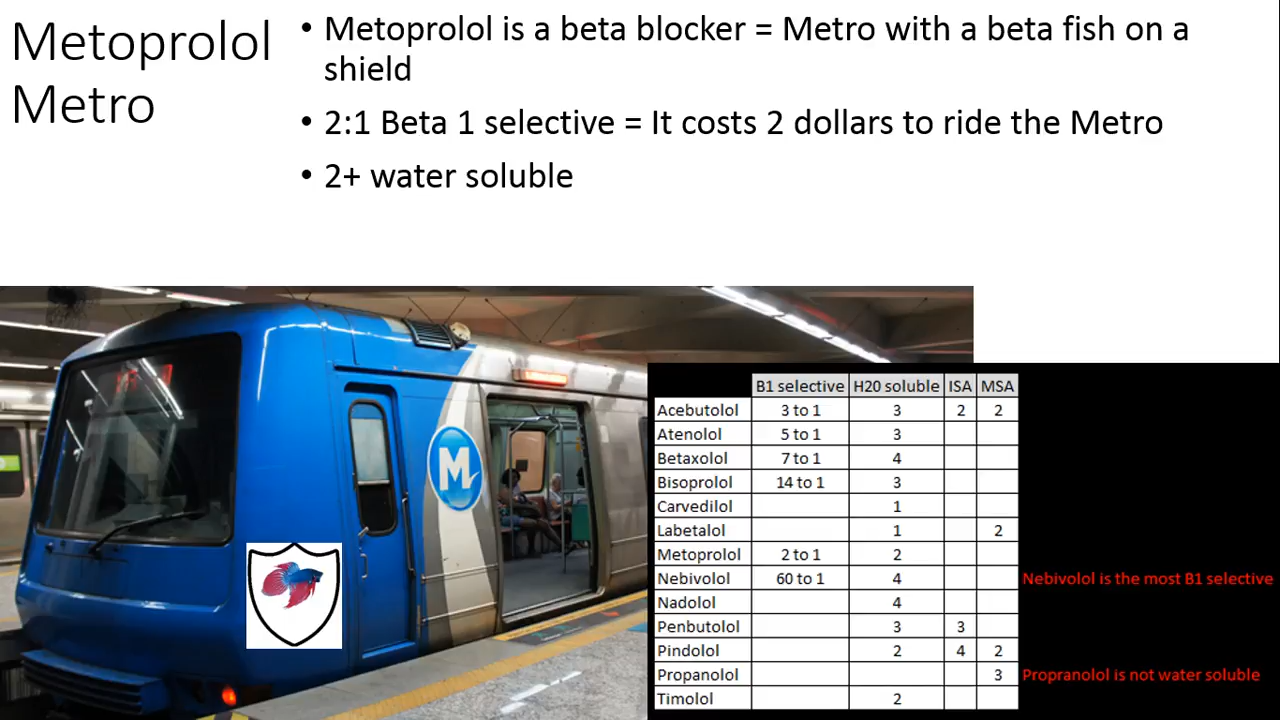 Metoprolol
Metro
• Metoprolol is a beta blocker = Metro with a beta fish on a
shield
• 2:1 Beta 1 selective = It costs 2 dollars to ride the Metro
• 2+ water soluble
M
B1 selective H20 soluble ISA MSA
Acebutolol 3 to 1 3 2 2
Atenolol 5 to 1 3
Betaxolol 7 to 1 4
Bisoprolol 14 to 1 3
Carvedilol 1
Labetalol 1 2
Metoprolol 2 to 1 2
Nebivolol 60 to 1 4 Nebivolol is the most B1 selective
Nadolol 4
Penbutolol 3 3
Pindolol 2 4 2
Propanolol 3 Propranolol is not water soluble
Timolol 2